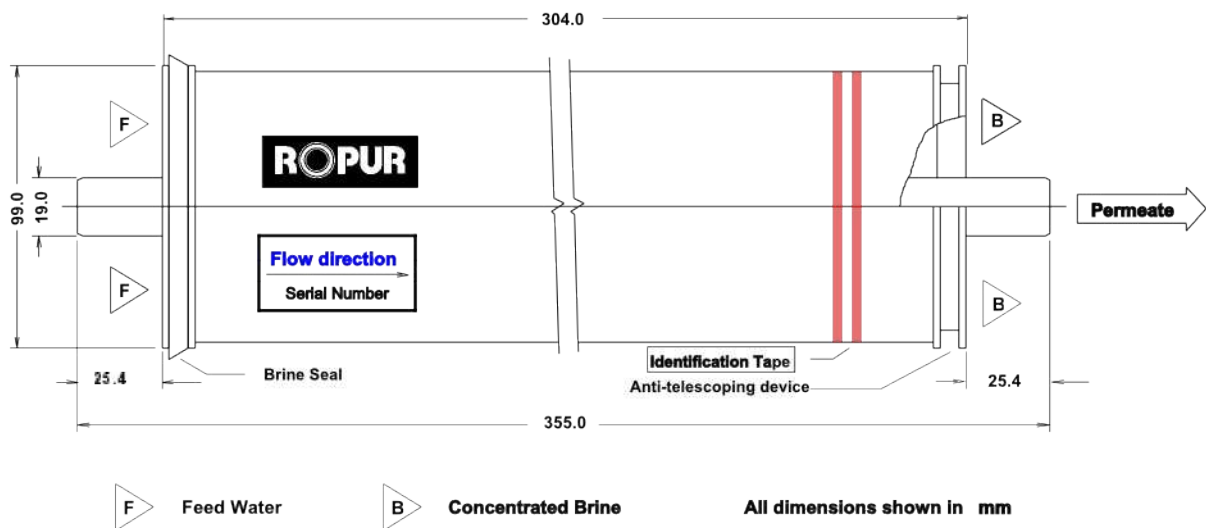 304.0
F
B
ROPUR
99.0
19.0
Permeate
Flow direction
Serial Number
F
B
Identification Tape
25.4
Brine Seal
Anti-telescoping device
25.4
355.0
F Feed Water
B Concentrated Brine
All dimensions shown in mm